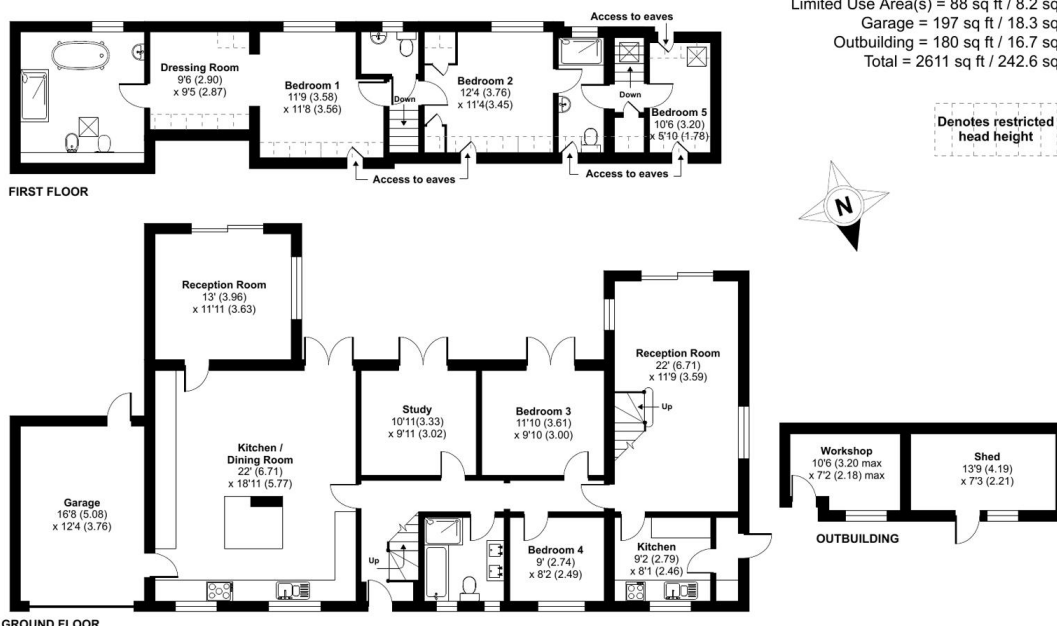 Limited Use Area(s) = 88 sq ft / 8.2 sq
Garage = 197 sq ft / 18.3 sq
Outbuilding = 180 sq ft / 16.7 sq
Total = 2611 sq ft / 242.6 sq
Denotes restricted
head height
N
Access to eaves
Dressing Room
9'6 (2.90)
x 9'5 (2.87)
Bedroom 1
11'9 (3.58)
x 11'8 (3.56)
Down
Bedroom 2
12'4 (3.76)
x 11'4(3.45)
Down
Bedroom 5
10'6 (3.20)
x 5'10 (1.78)
Access to eaves
Access to eaves
FIRST FLOOR
Reception Room
13' (3.96)
x 11'11 (3.63)
Reception Room
22' (6.71)
x 11'9 (3.59)
Up
Study
10'11(3.33)
x 9'11 (3.02)
Bedroom 3
11'10 (3.61)
x 9'10 (3.00)
Kitchen /
Dining Room
22' (6.71)
x 18'11 (5.77)
Garage
16'8 (5.08)
x 12'4 (3.76)
Up
Bedroom 4
9' (2.74)
x 8'2 (2.49)
Kitchen
9'2 (2.79)
x 8'1 (2.46)
Workshop
10'6 (3.20 max
x 7'2 (2.18) max
Shed
13'9 (4.19)
x 7'3 (2.21)
OUTBUILDING
GROUND FLOOR